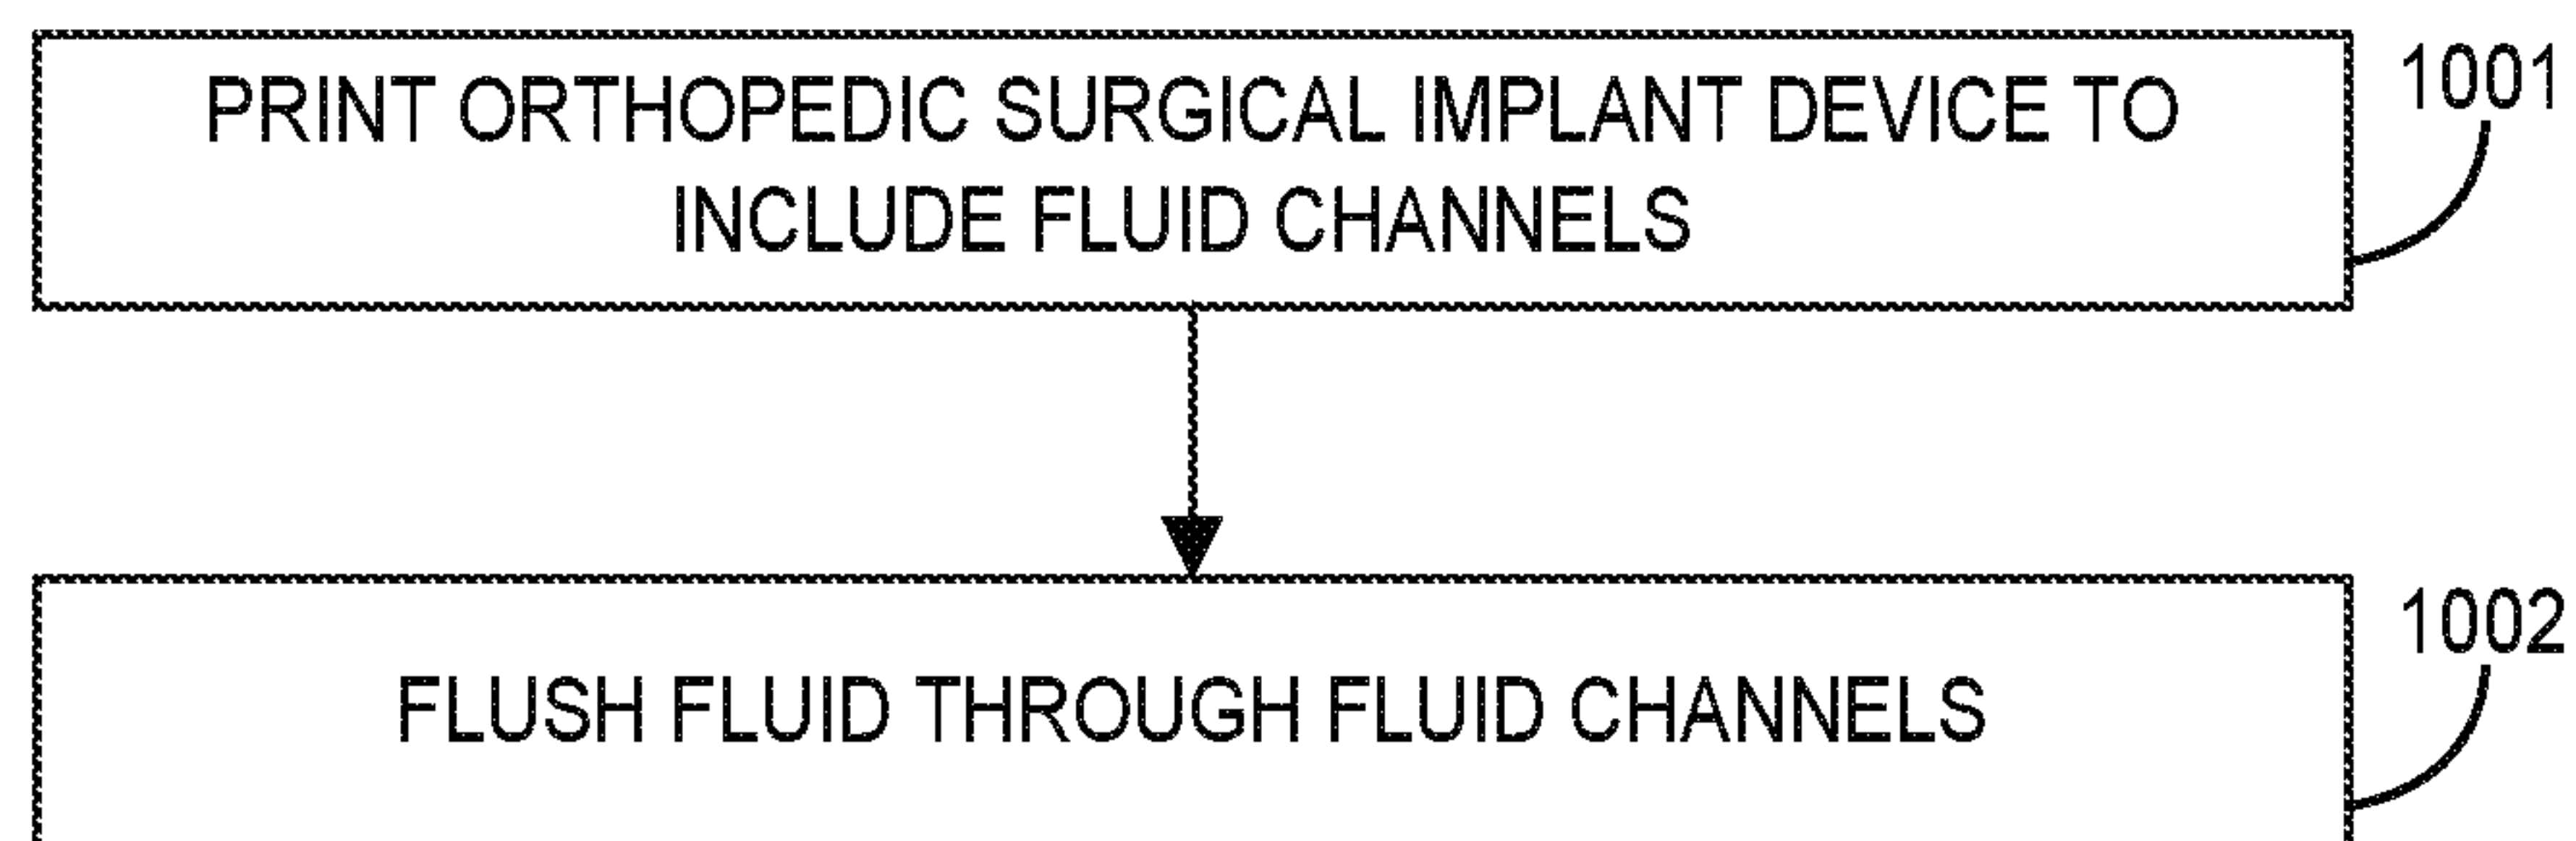 PRINT ORTHOPEDIC SURGICAL IMPLANT DEVICE TO
INCLUDE FLUID CHANNELS
1001
FLUSH FLUID THROUGH FLUID CHANNELS
1002